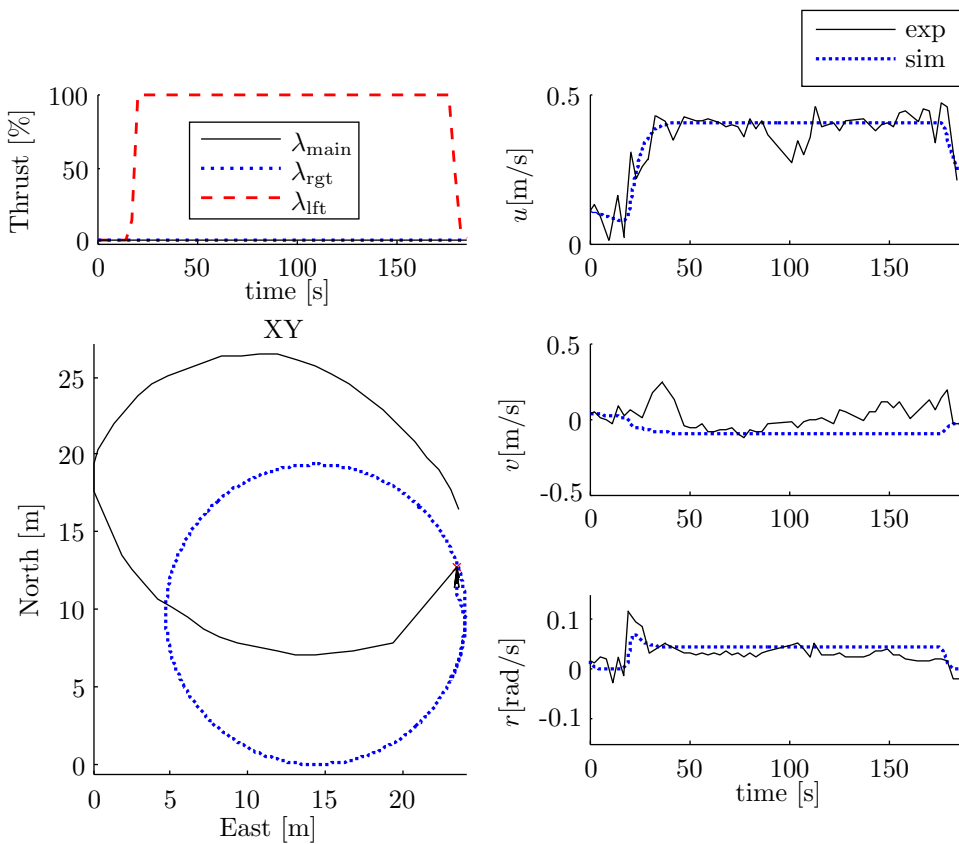 exp
sim
100
50
0
Thrust [%]
λmain
λrgt
λlft
0 50 100 150
time [s]
0.5
0
u[m/s]
0 50 100 150
XY
25
20
15
10
5
0
North [m]
0 5 10 15 20
East [m]
0.5
0
-0.5
v[m/s]
0 50 100 150
0.1
0
-0.1
r[rad/s]
0 50 100 150
time [s]